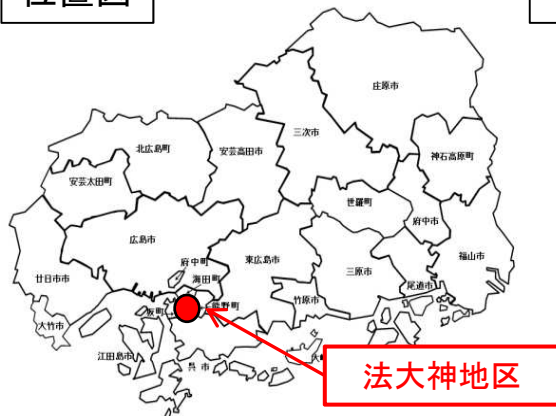 位置図
庄原市
三次市
北広島町
安芸高田市
神石高原町
安芸太田町
世羅町
府中市
広島市
府中町
海田町
東広島市
三原市
福山市
廿日市市
尾道市
竹原市
坂町
熊野町
大竹市
江田島市
呉市
法大神地区